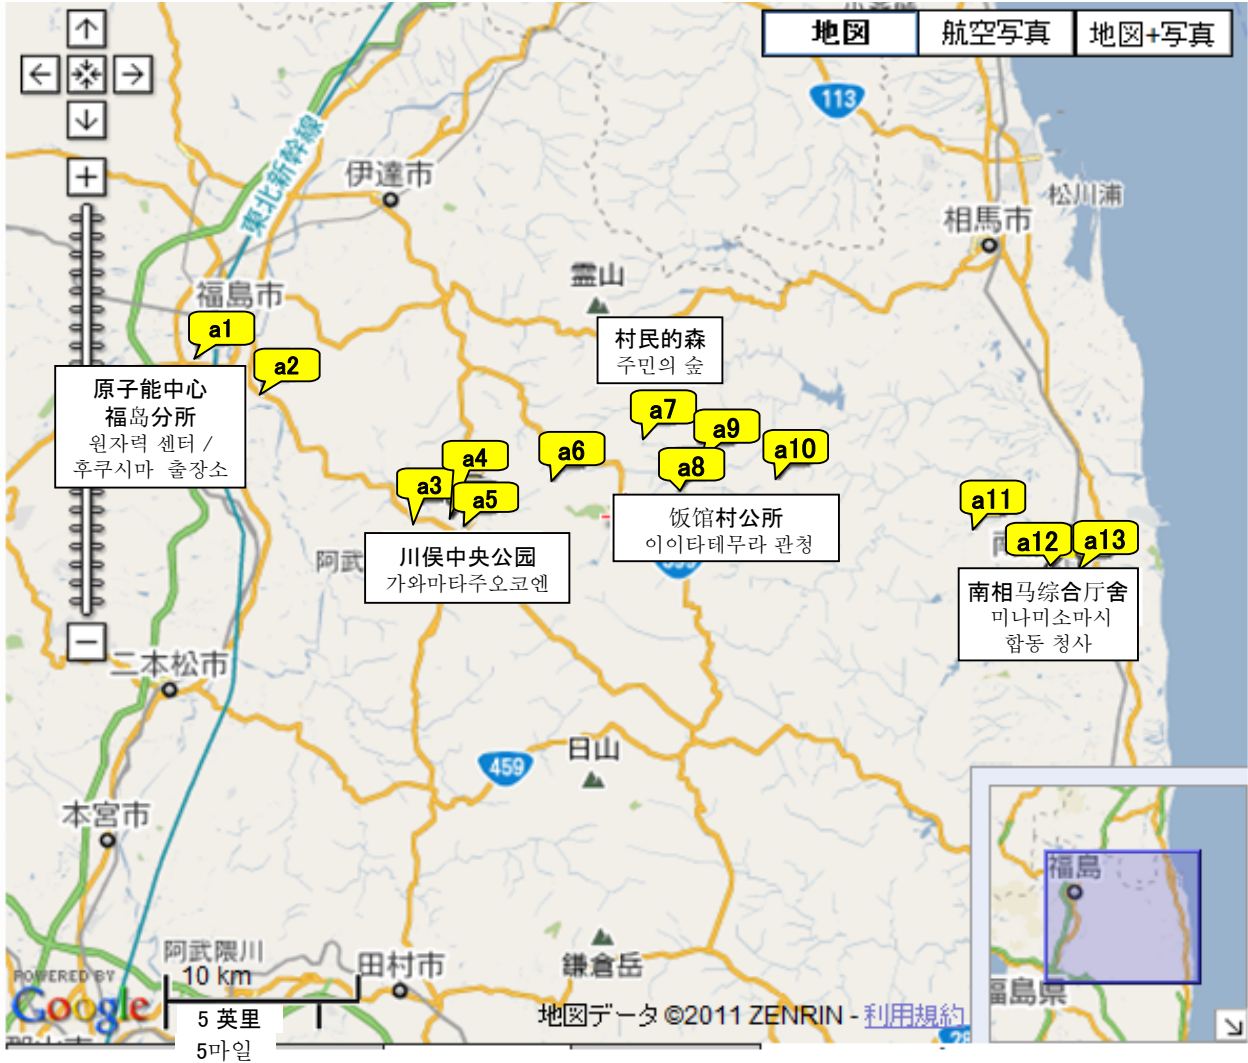 地図
航空写真
地図+写真
113
東北新幹線
伊達市
松川浦
相馬市
霊山
福島市
a1
村民的森
주민의 숲
a2
原子能中心
福岛分所
원자력 센터 /
후쿠시마 출장소
a7
a9
a4
a6
a10
a8
a3
a5
a11
饭馆村公所
이이타테무라 관청
a12
a13
川俣中央公园
가와마타주오코엔
阿武
南相马综合厅舍
미나미소마시
합동 청사
二本松市
日山
459
本宮市
福島
阿武隈川
10 km
田村市
鎌倉岳
POWERED BY
Google
福島県
地図データ ©2011 ZENRIN - 利用規約
5 英里
5마일